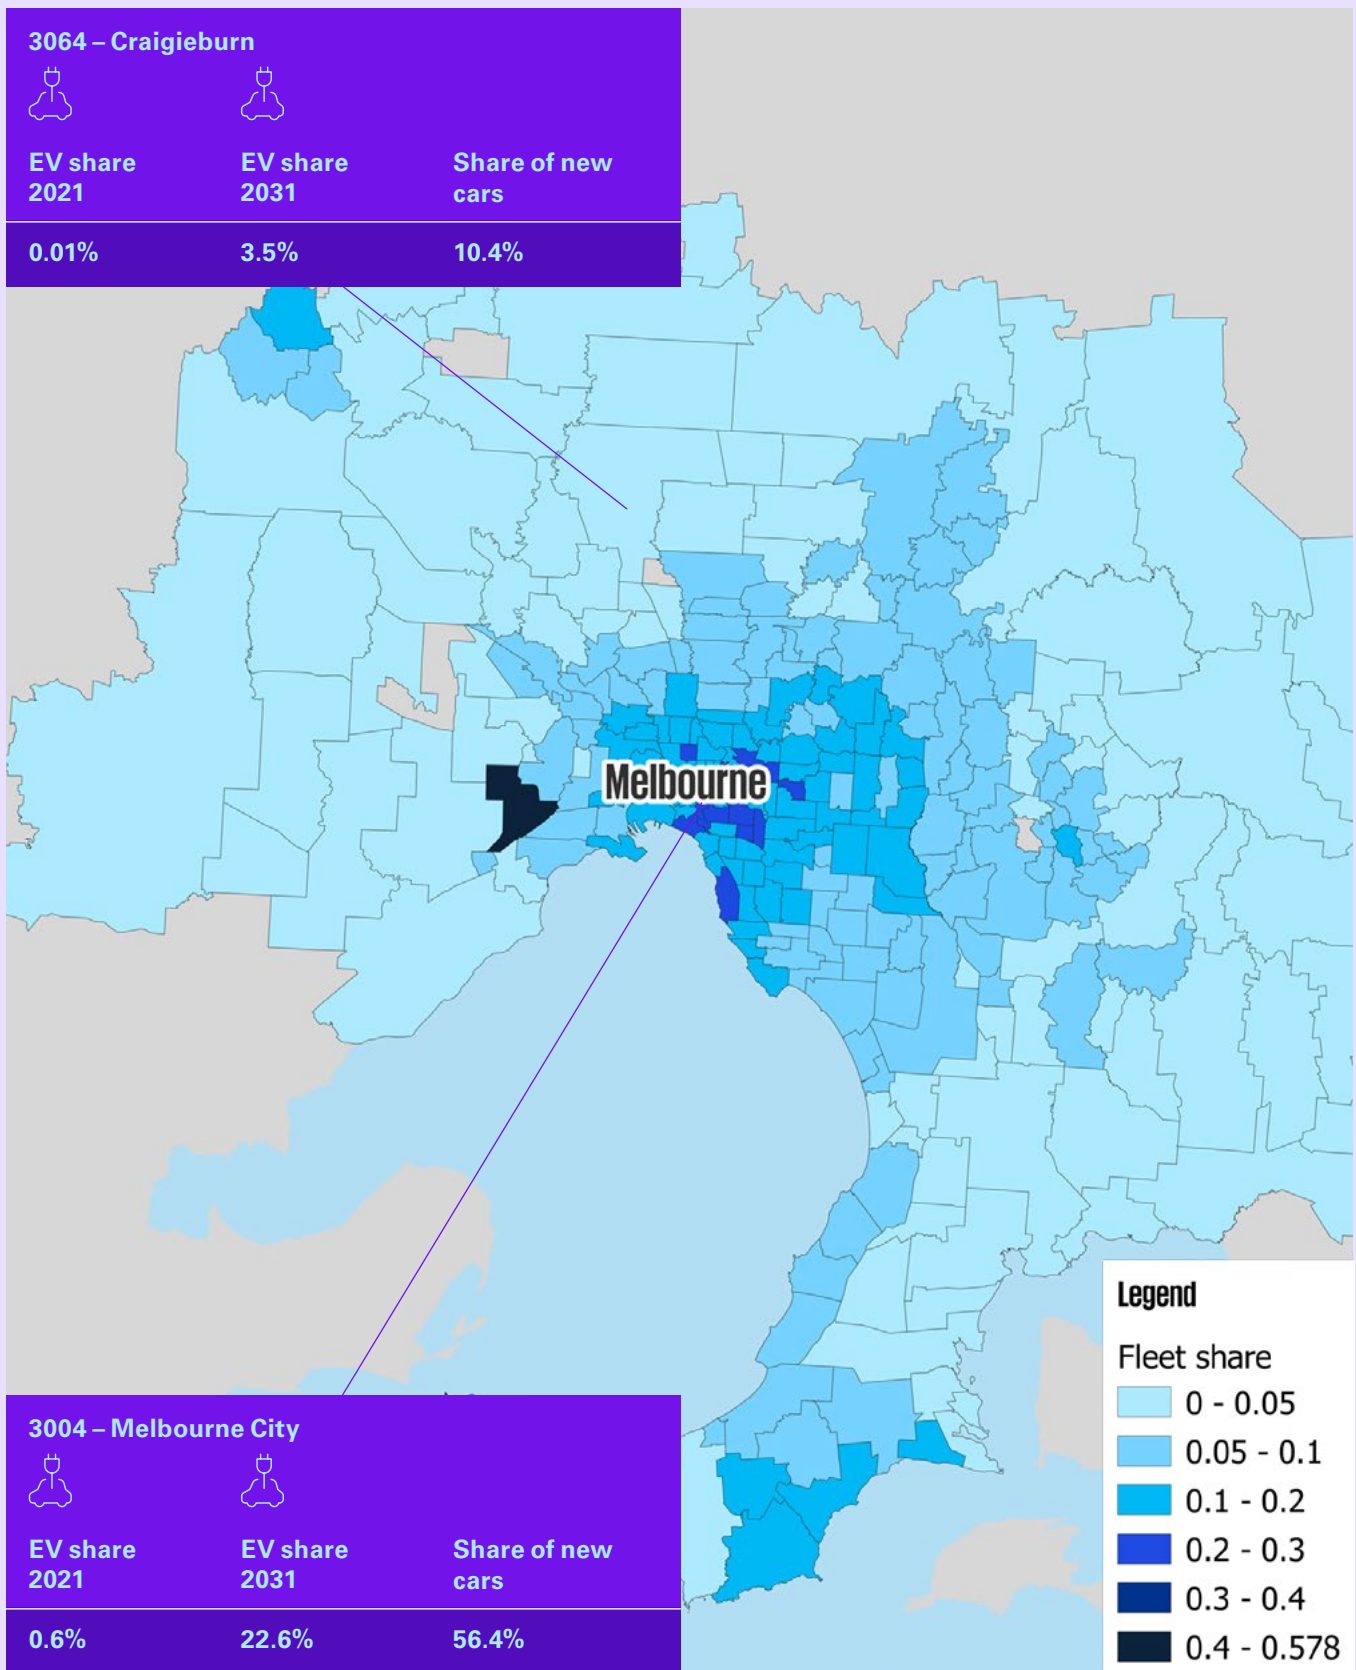 3064 – Craigieburn
EV share 2021
EV share 2031
Share of new cars
0.01%
3.5%
10.4%
Melbourne
3004 – Melbourne City
EV share 2021
EV share 2031
Share of new cars
0.6%
22.6%
56.4%
Legend
Fleet share
0 - 0.05
0.05 - 0.1
0.1 - 0.2
0.2 - 0.3
0.3 - 0.4
0.4 - 0.578